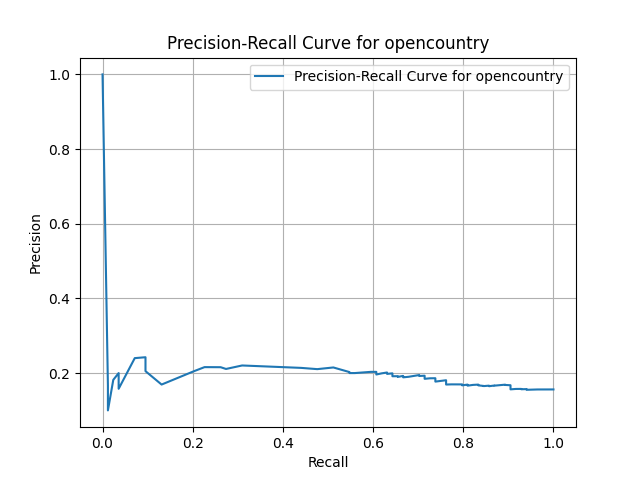 Precision-Recall Curve for opencountry
Precision-Recall Curve for opencountry
1.0
0.8
0.6
0.4
0.2
Precision
0.0 0.2 0.4 0.6 0.8 1.0
Recall